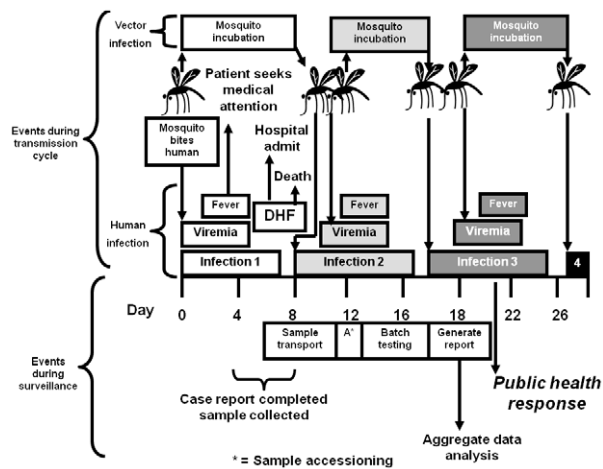 Vector
infection
Mosquito
incubation
Mosquito
incubation
Mosquito
incubation
Patient seeks
medical
attention
Events during
transmission
cycle
Mosquito
bites
human
Hospital
admit
Death
Human
infection
Fever
DHF
Viremia
Fever
Viremia
Fever
Viremia
Infection 1
Infection 2
Infection 3
4
Day
0
4
8
12
16
18
22
26
Events
during
surveillance
Sample
transport
A*
Batch
testing
Generate
report
Case report completed
sample collected
Public health
response
Aggregate data
analysis
* = Sample accessioning